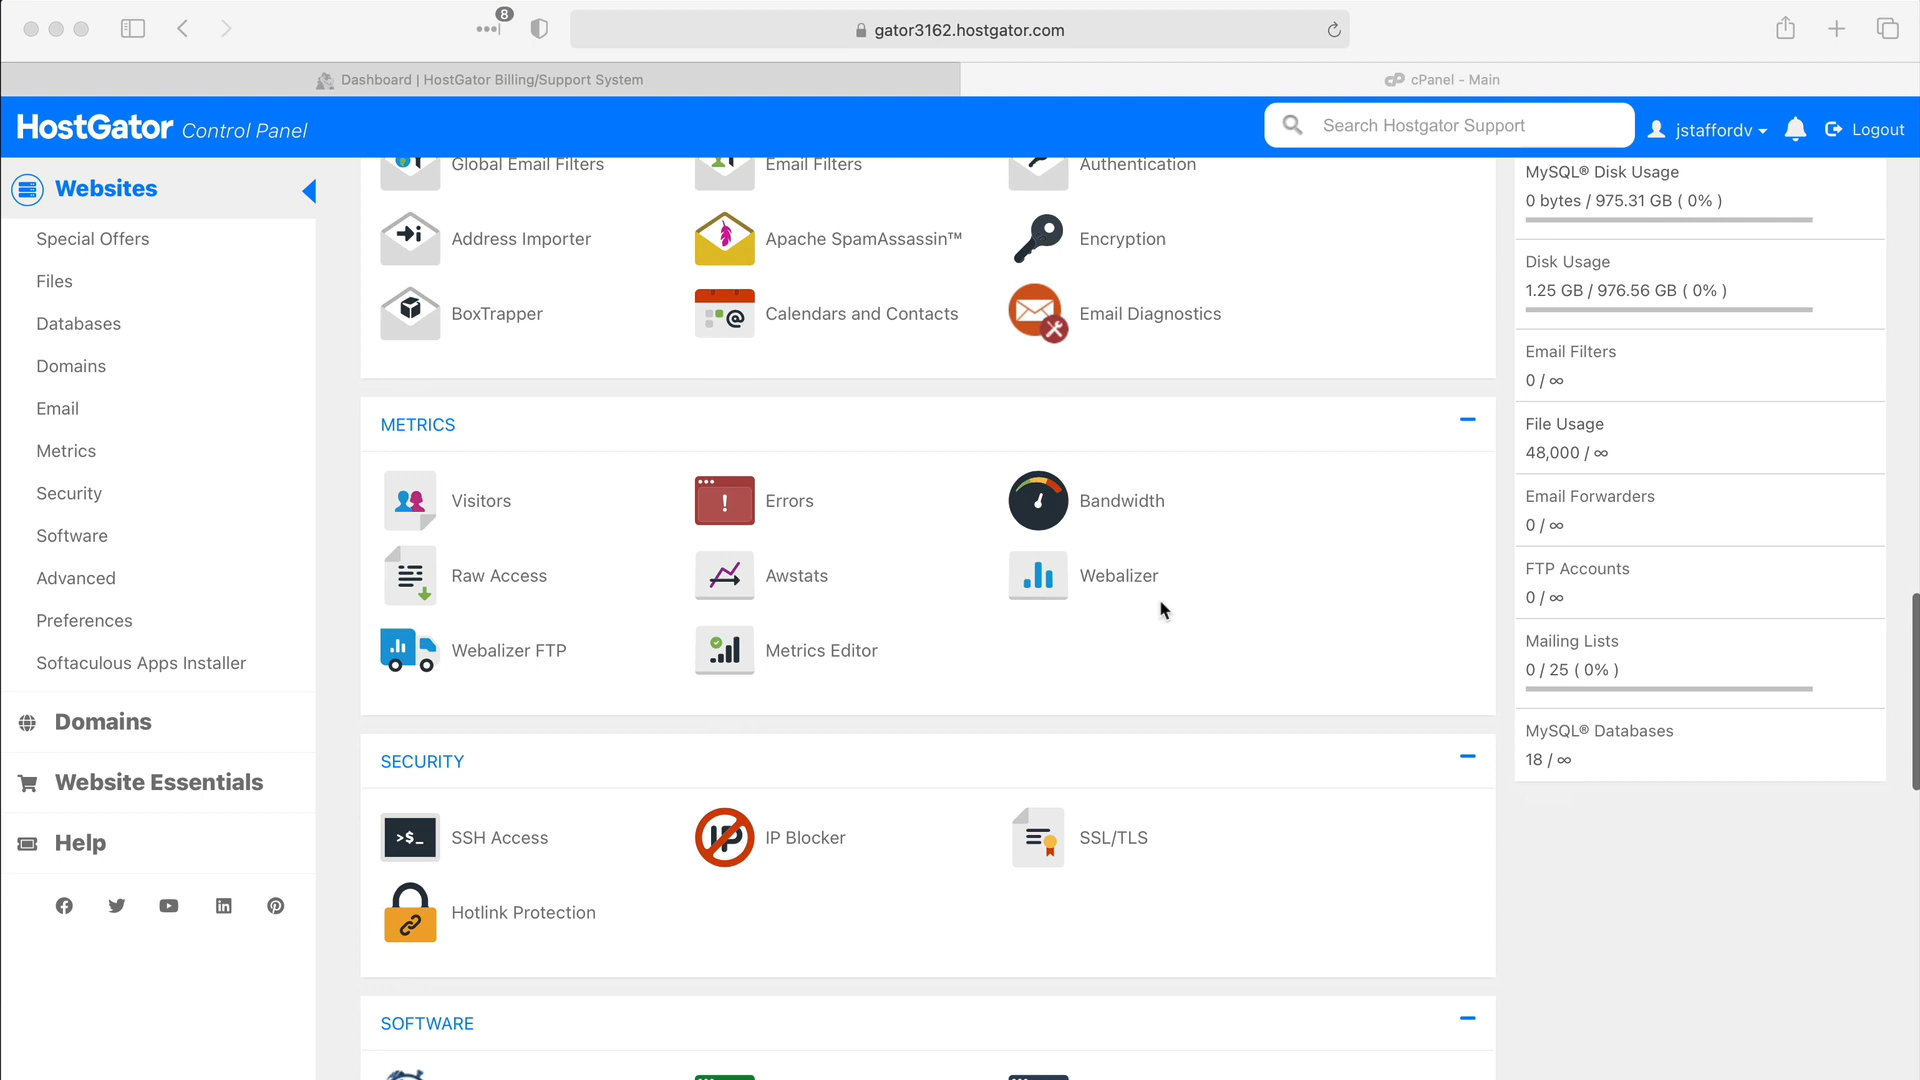 8
gator3162.hostgator.com
Dashboard | HostGator Billing/Support System
cPanel - Main
HostGator Control Panel
Search Hostgator Support
jstaffordv
Logout
Websites
Special Offers
Files
Databases
Domains
Email
Metrics
Security
Software
Advanced
Preferences
Softaculous Apps Installer
Domains
Website Essentials
Help
Global Email Filters
Email Filters
Authentication
Address Importer
Apache SpamAssassin™
Encryption
BoxTrapper
Calendars and Contacts
Email Diagnostics
METRICS
Visitors
Errors
Bandwidth
Raw Access
Awstats
Webalizer
Webalizer FTP
Metrics Editor
SECURITY
>$_
SSH Access
IP
IP Blocker
SSL/TLS
Hotlink Protection
SOFTWARE
MySQL® Disk Usage
0 bytes / 975.31 GB ( 0% )
Disk Usage
1.25 GB / 976.56 GB ( 0% )
Email Filters
0 / ∞
File Usage
48,000 / ∞
Email Forwarders
0 / ∞
FTP Accounts
0 / ∞
Mailing Lists
0 / 25 ( 0% )
MySQL® Databases
18 / ∞